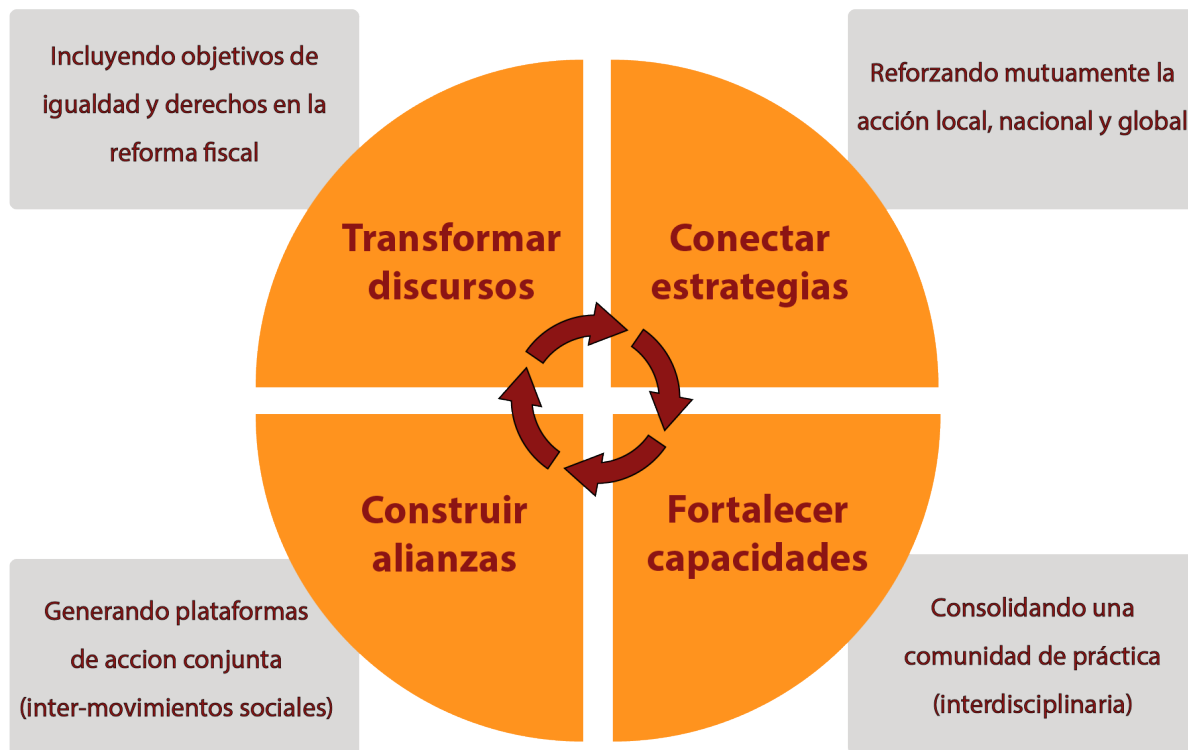 Incluyendo objetivos de
igualdad y derechos en la
reforma fiscal
Reforzando mutuamente la
acción local, nacional y global
Transformar
discursos
Conectar
estrategias
Construir
alianzas
Fortalecer
capacidades
Generando plataformas
de accion conjunta
(inter-movimientos sociales)
Consolidando una
comunidad de práctica
(interdisciplinaria)